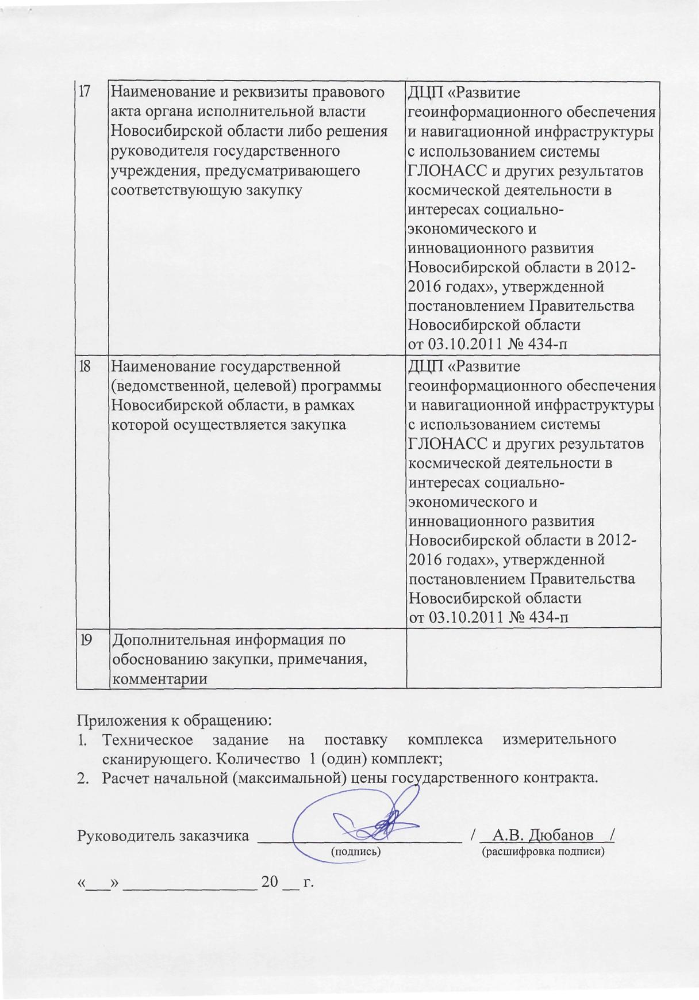 17
Наименование и реквизиты правового
акта органа исполнительной власти
Новосибирской области либо решения
руководителя государственного
учреждения, предусматривающего
соответствующую закупку
ДЦП «Развитие
геоинформационного обеспечения
и навигационной инфраструктуры
с использованием системы
ГЛОНАСС и других результатов
космической деятельности в
интересах социально-
экономического и
инновационного развития
Новосибирской области в 2012-
2016 годах», утвержденной
постановлением Правительства
Новосибирской области
от 03.10.2011 № 434-п
18
Наименование государственной
(ведомственной, целевой) программы
Новосибирской области, в рамках
которой осуществляется закупка
ДЦП «Развитие
геоинформационного обеспечения
и навигационной инфраструктуры
с использованием системы
ГЛОНАСС и других результатов
космической деятельности в
интересах социально-
экономического и
инновационного развития
Новосибирской области в 2012-
2016 годах», утвержденной
постановлением Правительства
Новосибирской области
от 03.10.2011 № 434-п
19
Дополнительная информация по
обоснованию закупки, примечания,
комментарии
Приложения к обращению:
1. Техническое задание на поставку комплекса измерительного
сканирующего. Количество 1 (один) комплект;
2. Расчет начальной (максимальной) цены государственного контракта.
Руководитель заказчика ________________________ / А.В. Дюбанов /
(подпись) (расшифровка подписи)
«___» ________________ 20 __ г.